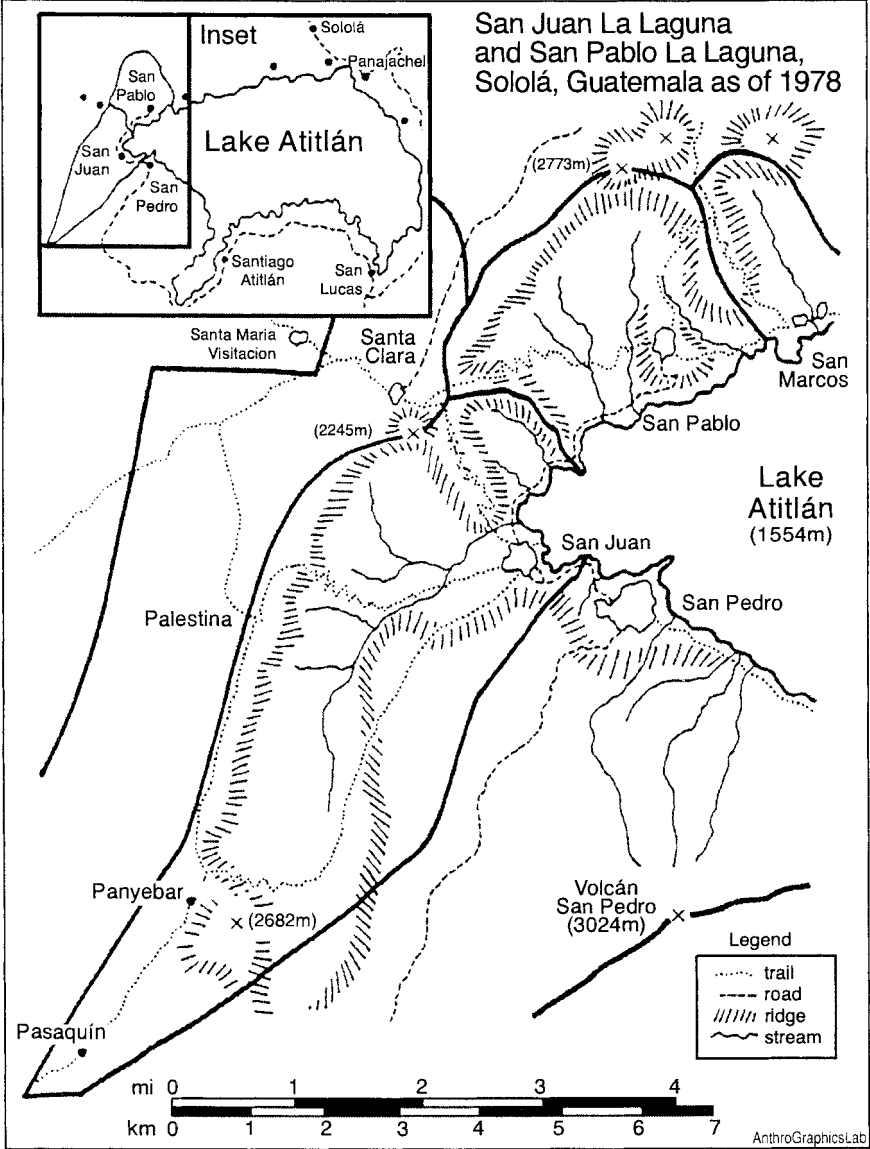 San Juan La Laguna
and San Pablo La Laguna,
Sololá, Guatemala as of 1978
Inset
Sololá
Panajachel
San
Pablo
Lake Atitlán
San
Juan
San
Pedro
Santiago
Atitlán
San
Lucas
(2773m)
Santa Maria
Visitacion
Santa
Clara
San
Marcos
(2245m)
San Pablo
Lake
Atitlán
(1554m)
San Juan
San Pedro
Palestina
Panyebar
(2682m)
Volcán
San Pedro
(3024m)
Legend
trail
road
ridge
stream
Pasaquín
mi 0 1 2 3 4
km 0 1 2 3 4 5 6 7
AnthroGraphicsLab